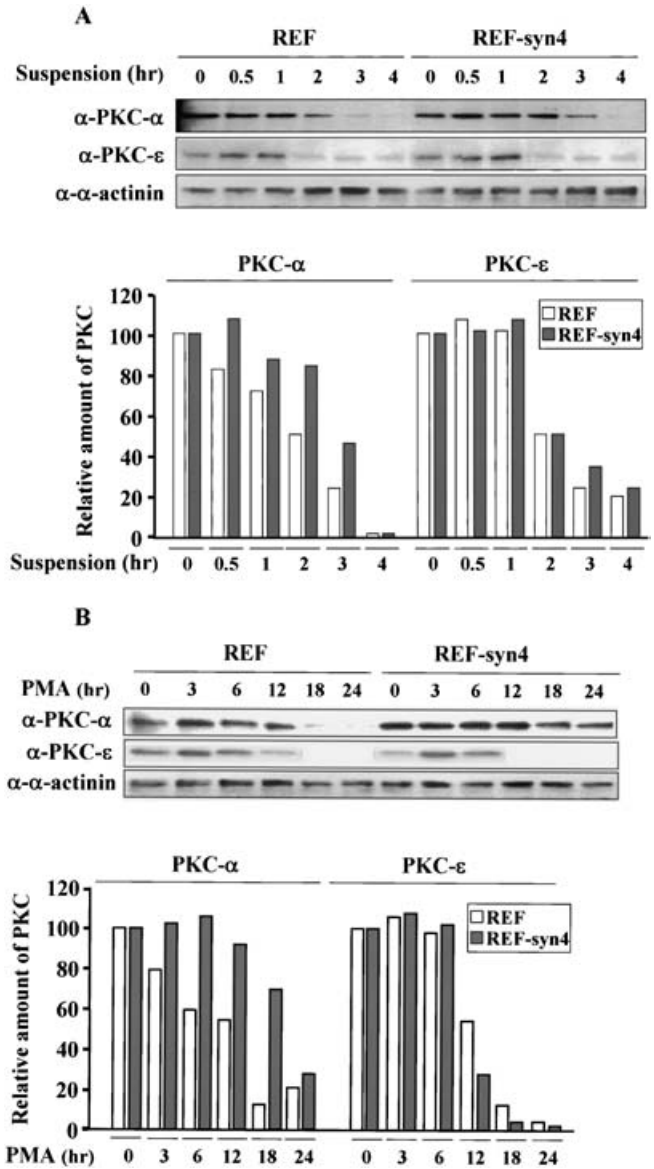 A
REF REF-syn4
Suspension (hr) 0 0.5 1 2 3 4 0 0.5 1 2 3 4
α-PKC-α
α-PKC-ε
α-α-actinin
PKC-α PKC-ε
Relative amount of PKC
120
100
80
60
40
20
0
REF
REF-syn4
Suspension (hr) 0 0.5 1 2 3 4 0 0.5 1 2 3 4
B
REF REF-syn4
PMA (hr) 0 3 6 12 18 24 0 3 6 12 18 24
α-PKC-α
α-PKC-ε
α-α-actinin
PKC-α PKC-ε
Relative amount of PKC
120
100
80
60
40
20
0
REF
REF-syn4
PMA (hr) 0 3 6 12 18 24 0 3 6 12 18 24